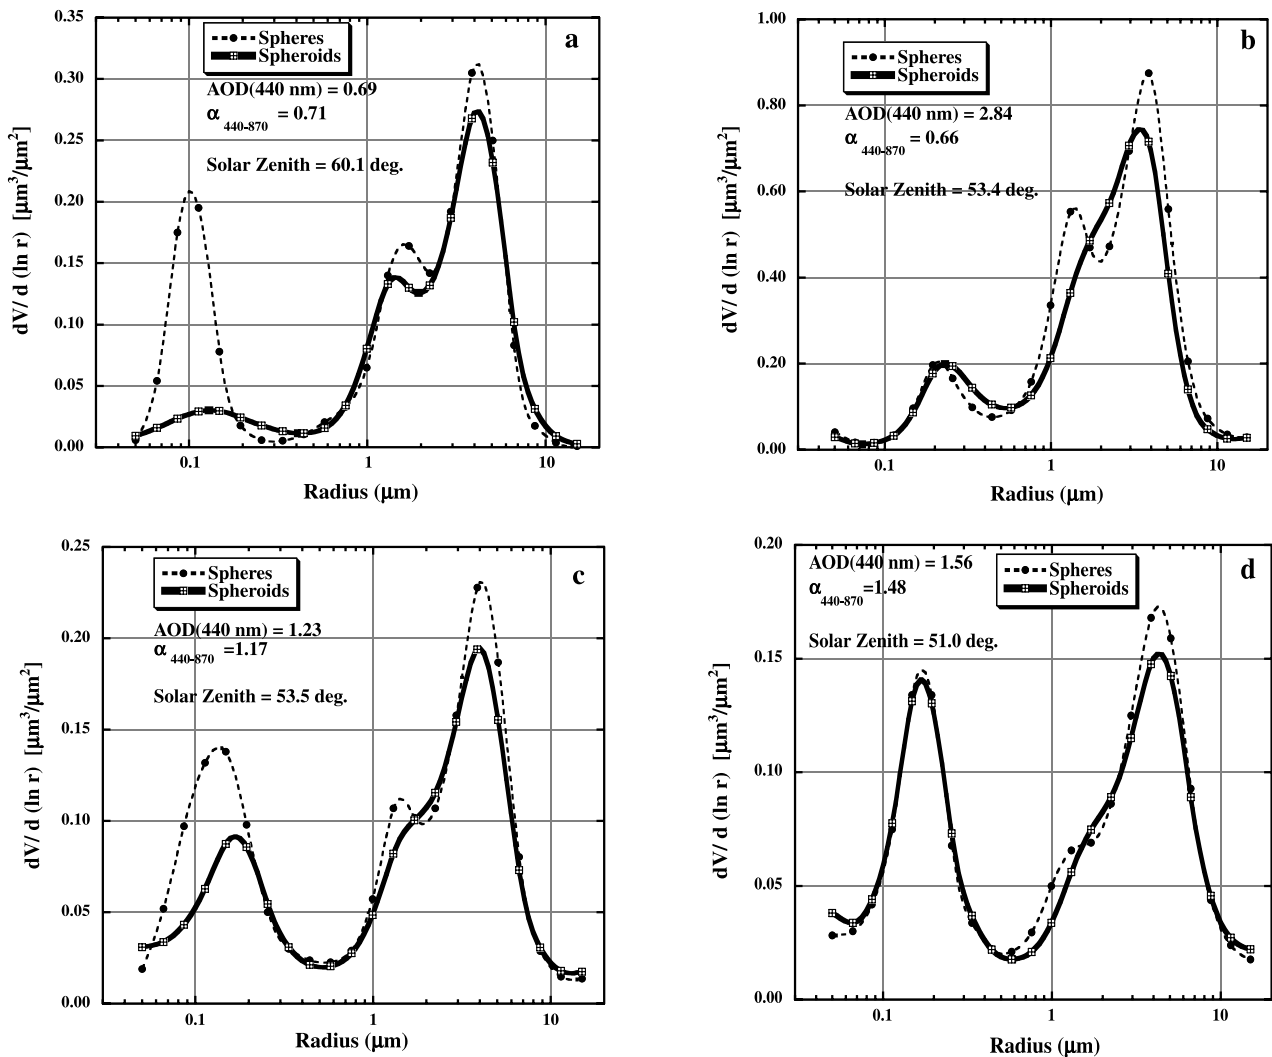 a
Spheres
Spheroids
AOD(440 nm) = 0.69
α 440-870 = 0.71
Solar Zenith = 60.1 deg.
dV/ d (ln r) [μm³/μm²]
0.35
0.30
0.25
0.20
0.15
0.10
0.05
0.00
0.1
1
10
Radius (μm)
b
Spheres
Spheroids
AOD(440 nm) = 2.84
α 440-870 = 0.66
Solar Zenith = 53.4 deg.
dV/ d (ln r) [μm³/μm²]
1.00
0.80
0.60
0.40
0.20
0.00
0.1
1
10
Radius (μm)
c
Spheres
Spheroids
AOD(440 nm) = 1.23
α 440-870 =1.17
Solar Zenith = 53.5 deg.
dV/ d (ln r) [μm³/μm²]
0.25
0.20
0.15
0.10
0.05
0.00
0.1
1
10
Radius (μm)
d
AOD(440 nm) = 1.56
α 440-870=1.48
Solar Zenith = 51.0 deg.
Spheres
Spheroids
dV/ d (ln r) [μm³/μm²]
0.20
0.15
0.10
0.05
0.00
0.1
1
10
Radius (μm)